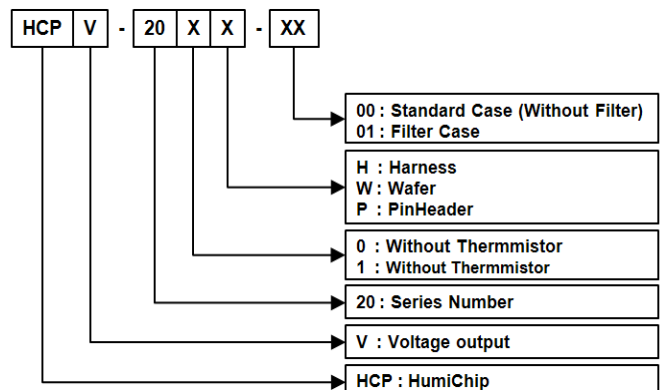 HCP V - 20 X X - XX
00 : Standard Case (Without Filter)
01 : Filter Case
H : Harness
W : Wafer
P : PinHeader
0 : Without Thermmistor
1 : Without Thermmistor
20 : Series Number
V : Voltage output
HCP : HumiChip